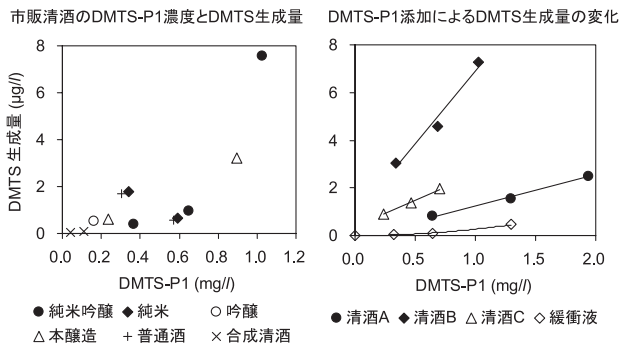 市販清酒のDMTS-P1濃度とDMTS生成量
DMTS 生成量 (μg/l)
8
6
4
2
0
0.0 0.2 0.4 0.6 0.8 1.0 1.2
DMTS-P1 (mg/l)
●純米吟醸 ◆純米 ○吟醸
△本醸造 +普通酒 ×合成清酒
DMTS-P1添加によるDMTS生成量の変化
8
6
4
2
0
0.0 0.5 1.0 1.5 2.0
DMTS-P1 (mg/l)
●清酒A ◆清酒B △清酒C ◇緩衝液